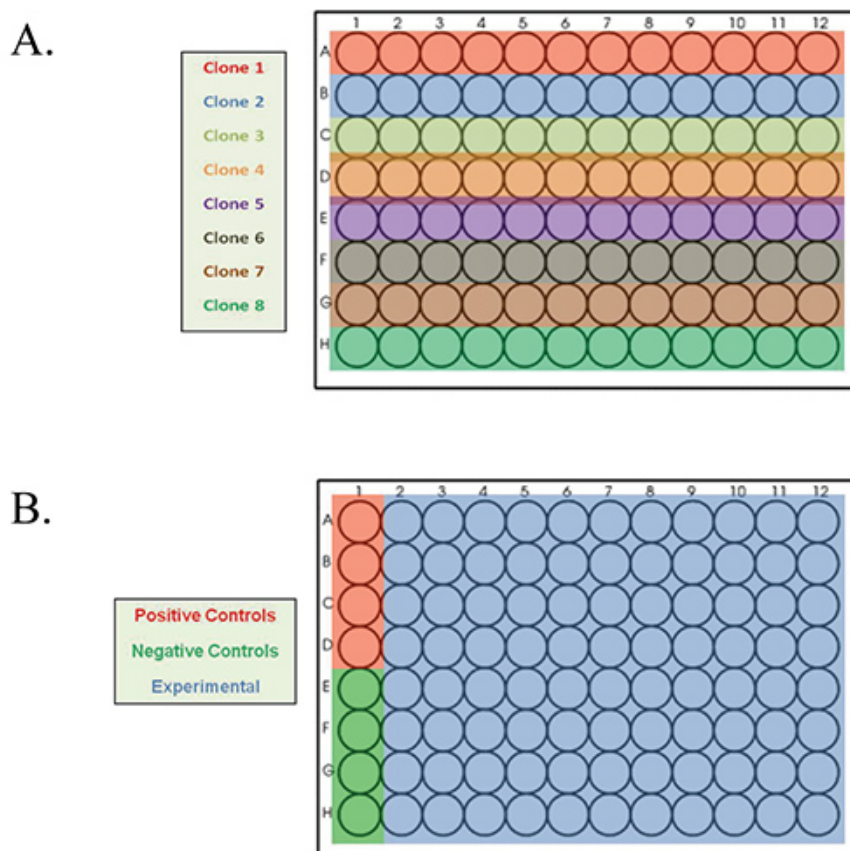 A.
Clone 1
Clone 2
Clone 3
Clone 4
Clone 5
Clone 6
Clone 7
Clone 8
1 2 3 4 5 6 7 8 9 10 11 12
A
B
C
D
E
F
G
H
B.
Positive Controls
Negative Controls
Experimental
1 2 3 4 5 6 7 8 9 10 11 12
A
B
C
D
E
F
G
H